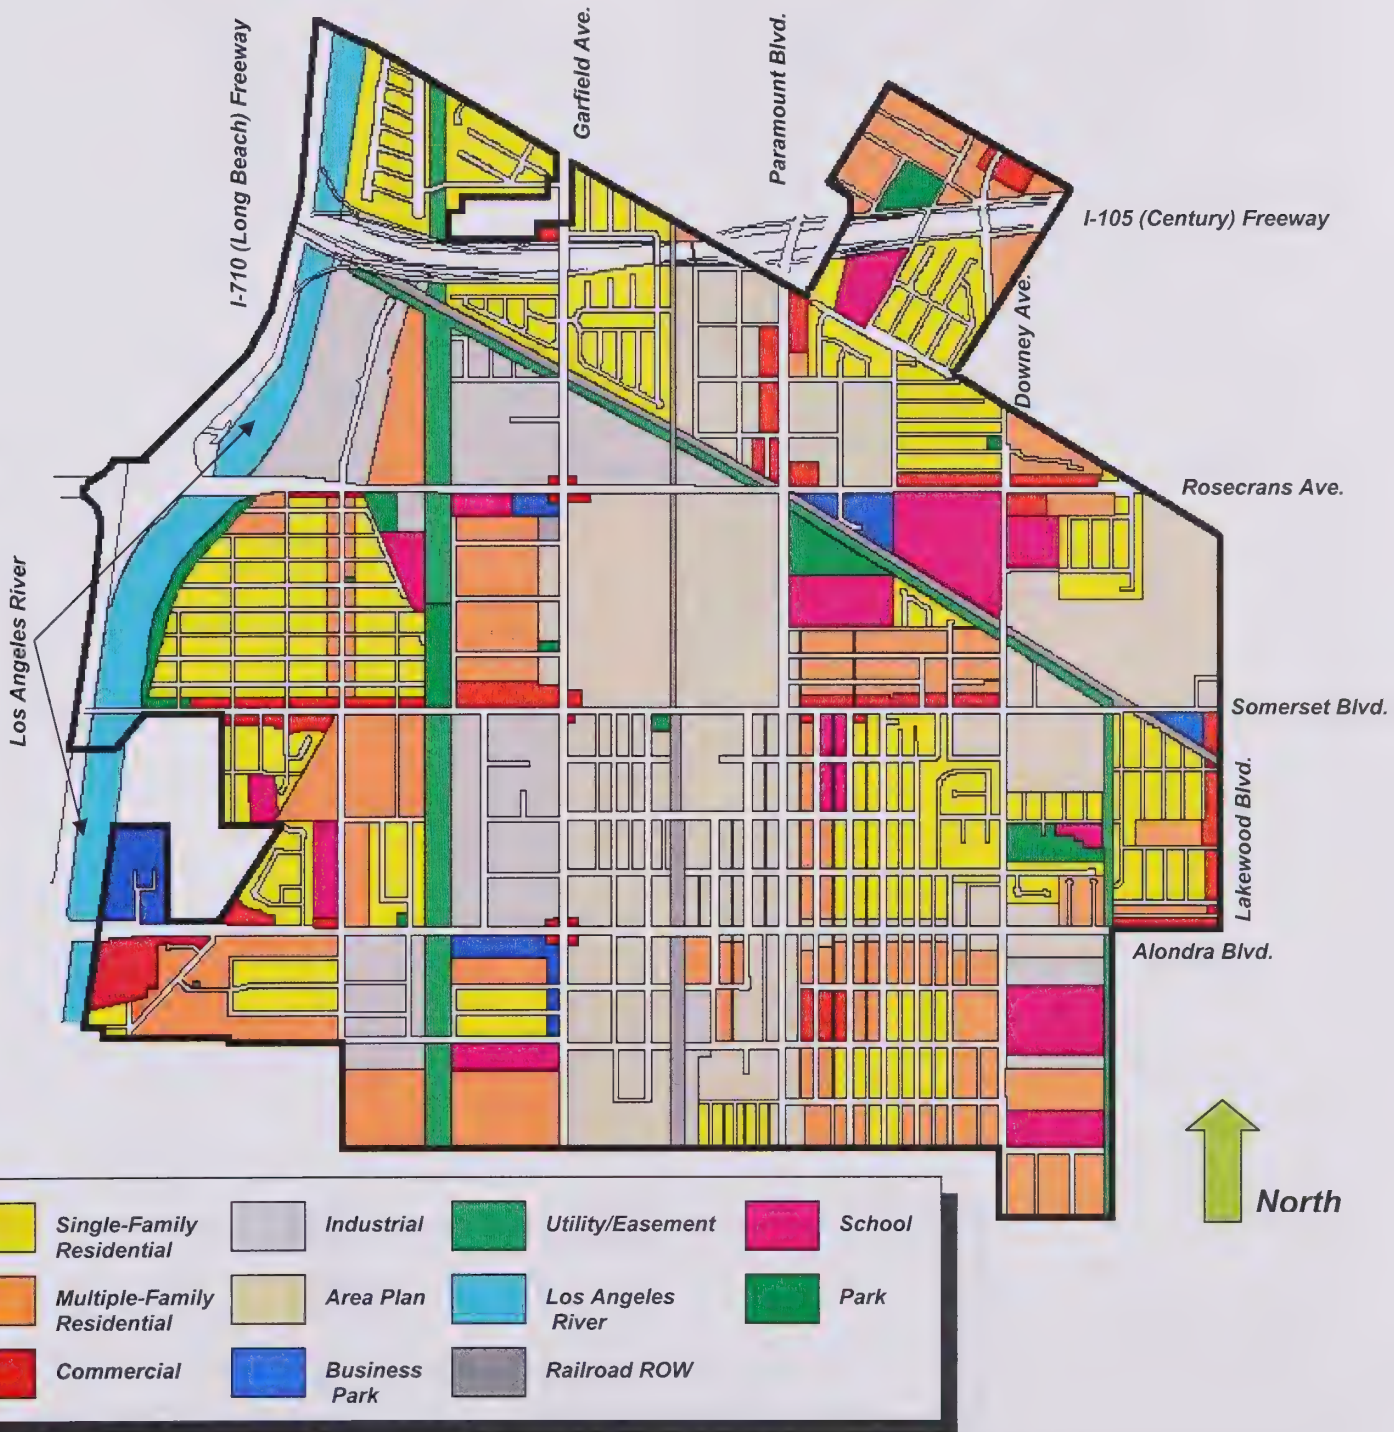 I-710 (Long Beach) Freeway
Garfield Ave.
Paramount Blvd.
I-105 (Century) Freeway
Downey Ave.
Rosecrans Ave.
Los Angeles River
Somerset Blvd.
Lakewood Blvd.
Alondra Blvd.
North
Single-Family
Residential
Industrial
Utility/Easement
School
Multiple-Family
Residential
Area Plan
Los Angeles
River
Park
Commercial
Business
Park
Railroad ROW